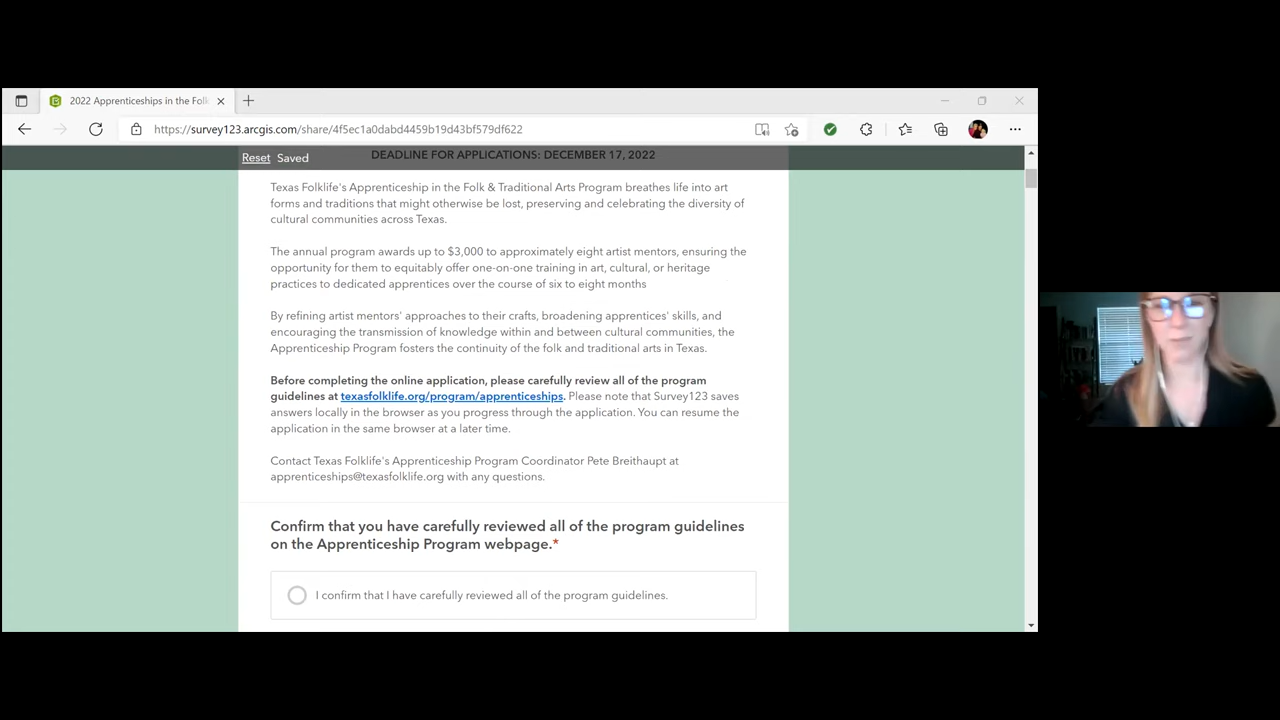 2022 Apprenticeships in the Folk
https://survey123.arcgis.com/share/4f5ec1a0dabd4459b19d43bf579df622
Reset Saved DEADLINE FOR APPLICATIONS: DECEMBER 17, 2022
Texas Folklife's Apprenticeship in the Folk & Traditional Arts Program breathes life into art
forms and traditions that might otherwise be lost, preserving and celebrating the diversity of
cultural communities across Texas.
The annual program awards up to $3,000 to approximately eight artist mentors, ensuring the
opportunity for them to equitably offer one-on-one training in art, cultural, or heritage
practices to dedicated apprentices over the course of six to eight months
By refining artist mentors' approaches to their crafts, broadening apprentices' skills, and
encouraging the transmission of knowledge within and between cultural communities, the
Apprenticeship Program the continuity of the folk and traditional arts in Texas.
Before completing the online application, please carefully review all of the program
guidelines at texasfolklife.org/program/apprenticeships. Please note that Survey123 saves
answers locally in the browser as you progress through the application. You can resume the
application in the same browser at a later time.
Contact Texas Folklife's Apprenticeship Program Coordinator Pete Breithaupt at
apprenticeships@texasfolklife.org with any questions.
Confirm that you have carefully reviewed all of the program guidelines
on the Apprenticeship Program webpage.*
I confirm that I have carefully reviewed all of the program guidelines.